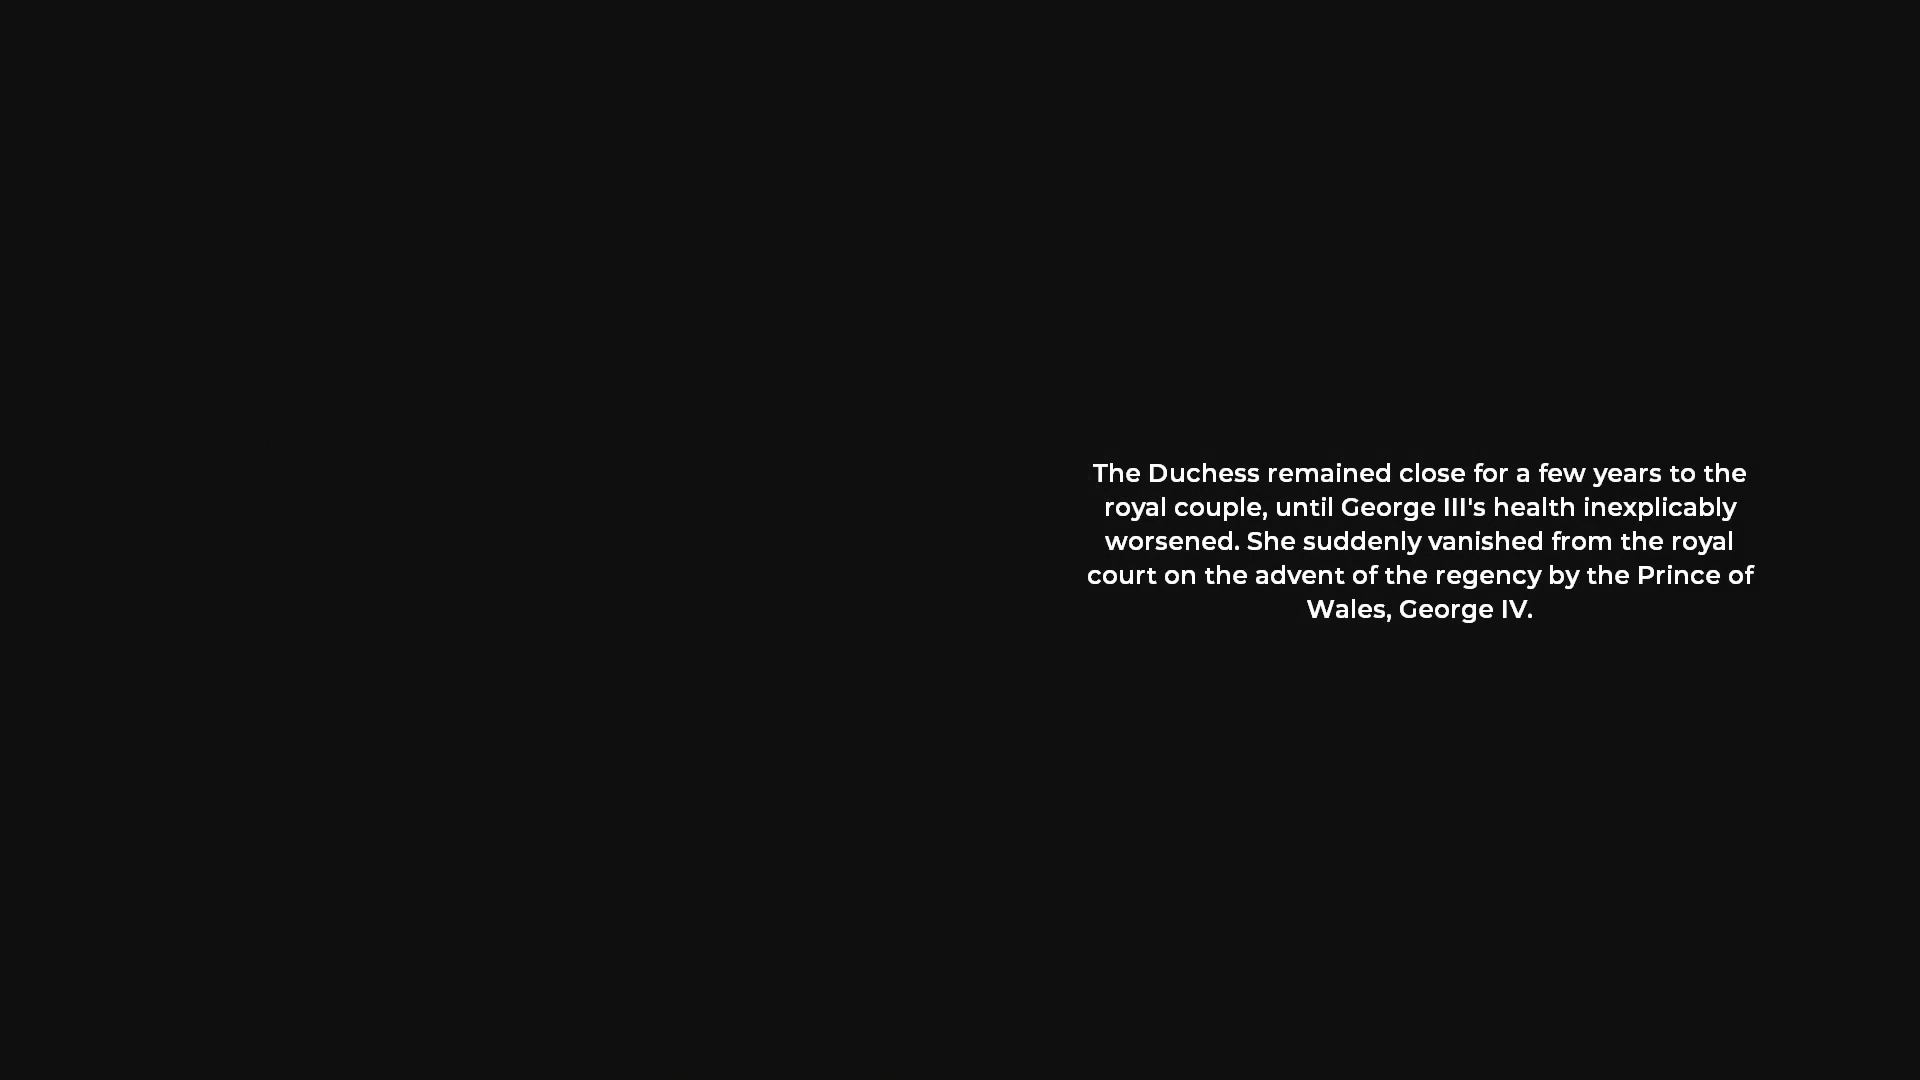 The Duchess remained close for a few years to the
royal couple, until George III's health inexplicably
worsened. She suddenly vanished from the royal
court on the advent of the regency by the Prince of
Wales, George IV.